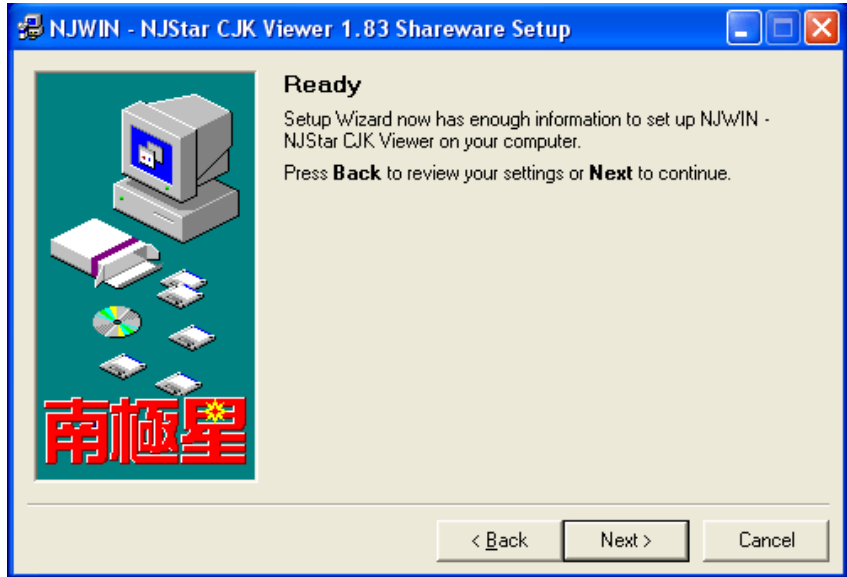 NJWIN - NJStar CJK Viewer 1.83 Shareware Setup
Ready
Setup Wizard now has enough information to set up NJWIN -
NJStar CJK Viewer on your computer.
Press Back to review your settings or Next to continue.
南極星
< Back
Next >
Cancel